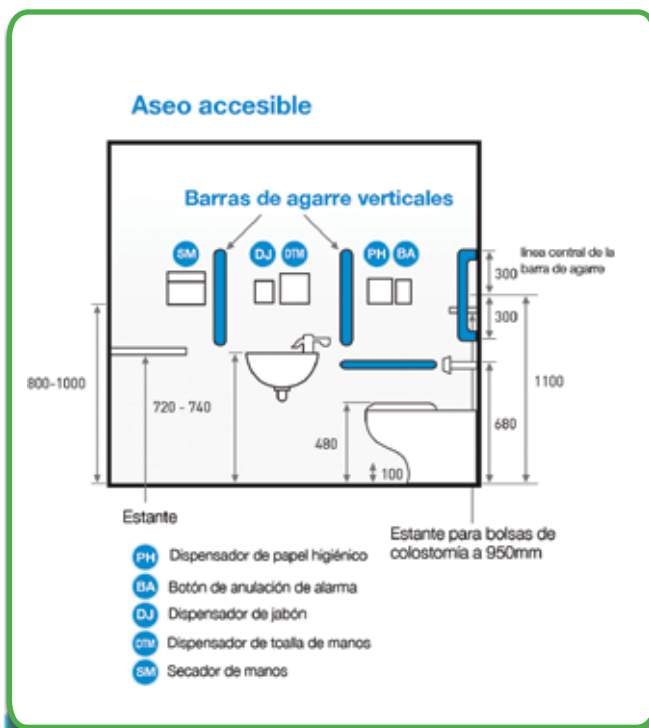 Aseo accesible
Barras de agarre verticales
SM
DJ
DTM
PH
BA
línea central de la
barra de agarre
300
300
800-1000
720 - 740
480
100
1100
680
Estante
Estante para bolsas de
colostomía a 950mm
PH Dispensador de papel higiénico
BA Botón de anulación de alarma
DJ Dispensador de jabón
DTM Dispensador de toalla de manos
SM Secador de manos